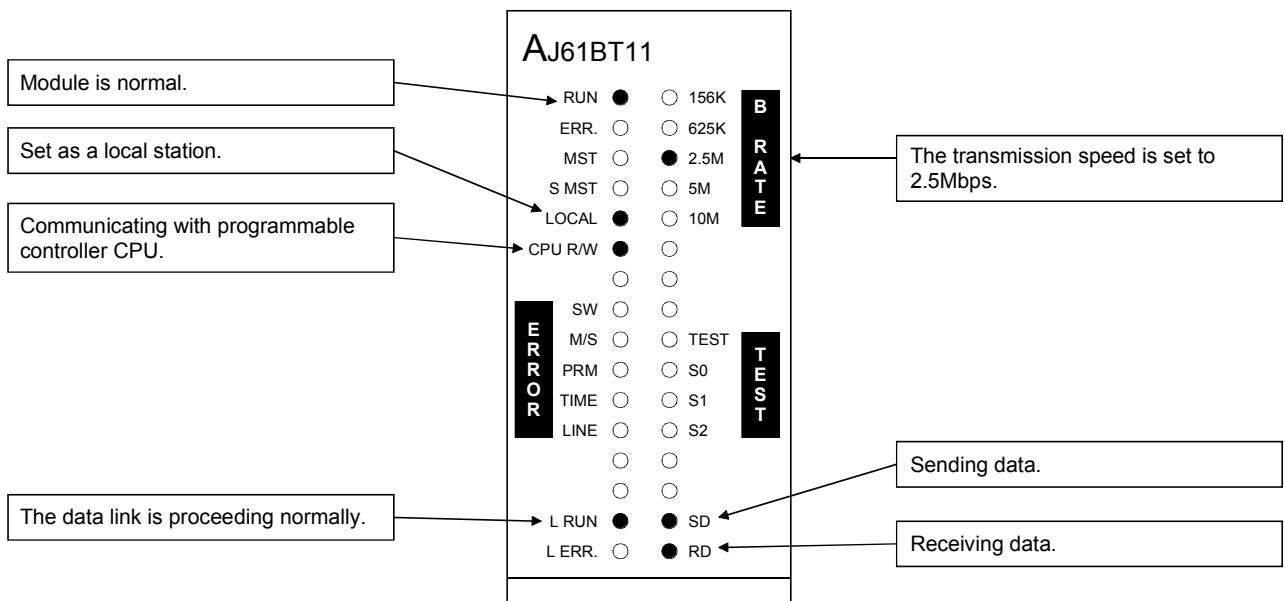 AJ61BT11
Module is normal.
Set as a local station.
Communicating with programmable
controller CPU.
The data link is proceeding normally.
RUN 156K
ERR. 625K
MST 2.5M
S MST 5M
LOCAL 10M
CPU R/W
SW
M/S TEST
PRM S0
TIME S1
LINE S2
L RUN SD
L ERR. RD
B RATE
ERROR
TEST
The transmission speed is set to
2.5Mbps.
Sending data.
Receiving data.